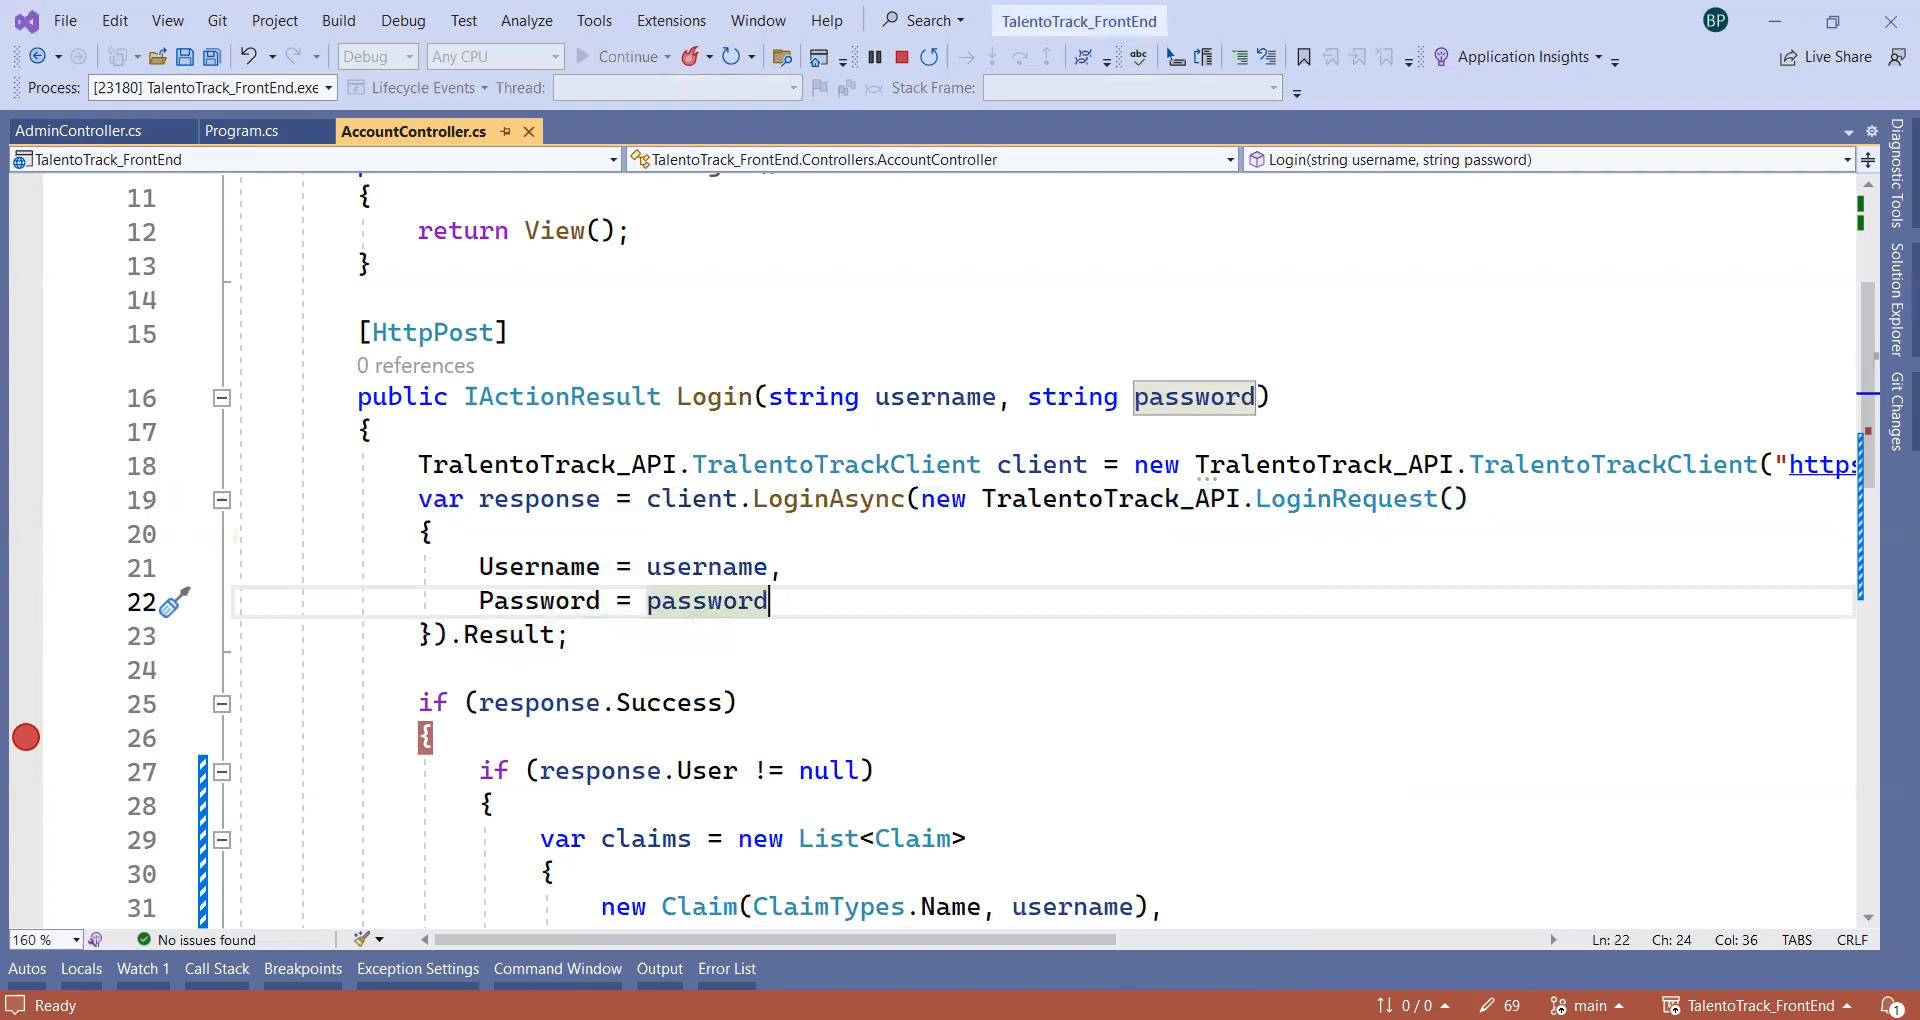 File Edit View Git Project Build Debug Test Analyze Tools Extensions Window Help Search TalentoTrack_FrontEnd BP
Debug Any CPU Continue abc Application Insights Live Share
Process: [23180] TalentoTrack_FrontEnd.exe Lifecycle Events Thread: Stack Frame:
AdminController.cs Program.cs AccountController.cs
TalentoTrack_FrontEnd TalentoTrack_FrontEnd.Controllers.AccountController Login(string username, string password)
11 {
12 return View();
13 }
14
15 [HttpPost]
0 references
16 public IActionResult Login(string username, string password)
17 {
18 TralentoTrack_API.TralentoTrackClient client = new TralentoTrack_API.TralentoTrackClient("https
19 var response = client.LoginAsync(new TralentoTrack_API.LoginRequest()
20 {
21 Username = username,
22 Password = password
23 }).Result;
24
25 if (response.Success)
26 {
27 if (response.User != null)
28 {
29 var claims = new List<Claim>
30 {
31 new Claim(ClaimTypes.Name, username),
Diagnostic Tools
Solution Explorer
Git Changes
160 % No issues found Ln: 22 Ch: 24 Col: 36 TABS CRLF
Autos Locals Watch 1 Call Stack Breakpoints Exception Settings Command Window Output Error List
Ready 0 / 0 69 main TalentoTrack_FrontEnd 1